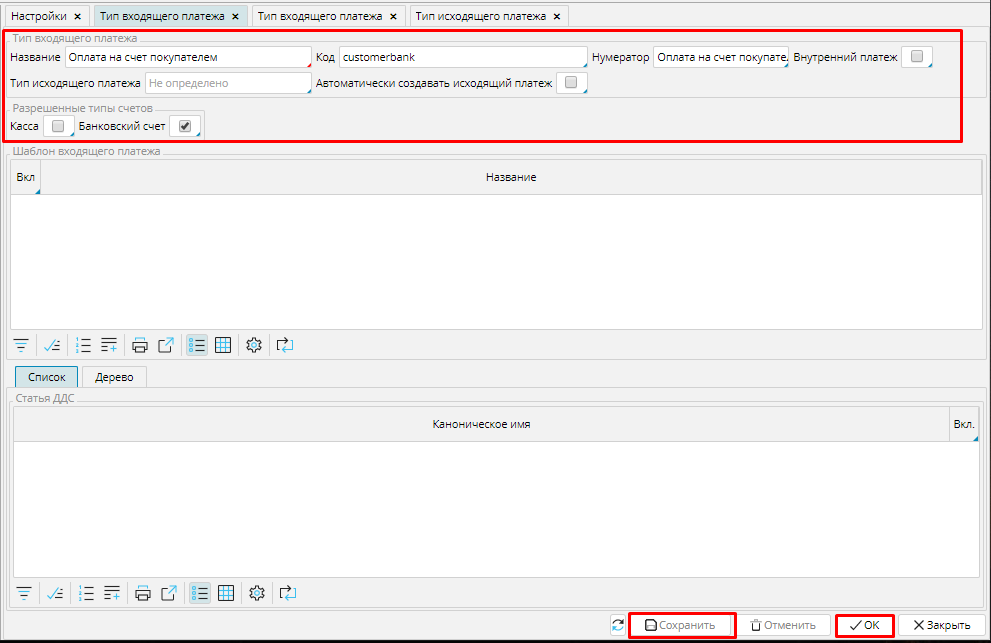 Настройки × Тип входящего платежа × Тип входящего платежа × Тип исходящего платежа ×
Тип входящего платежа
Название Оплата на счет покупателем Код customerbank Нумератор Оплата на счет покупате. Внутренний платеж
Тип исходящего платежа Не определено Автоматически создавать исходящий платеж
Разрешенные типы счетов
Касса Банковский счет
Шаблон входящего платежа
Вкл Название
Список Дерево
Статья ДДС
Каноническое имя Вкл.
Сохранить Отменить OK Закрыть